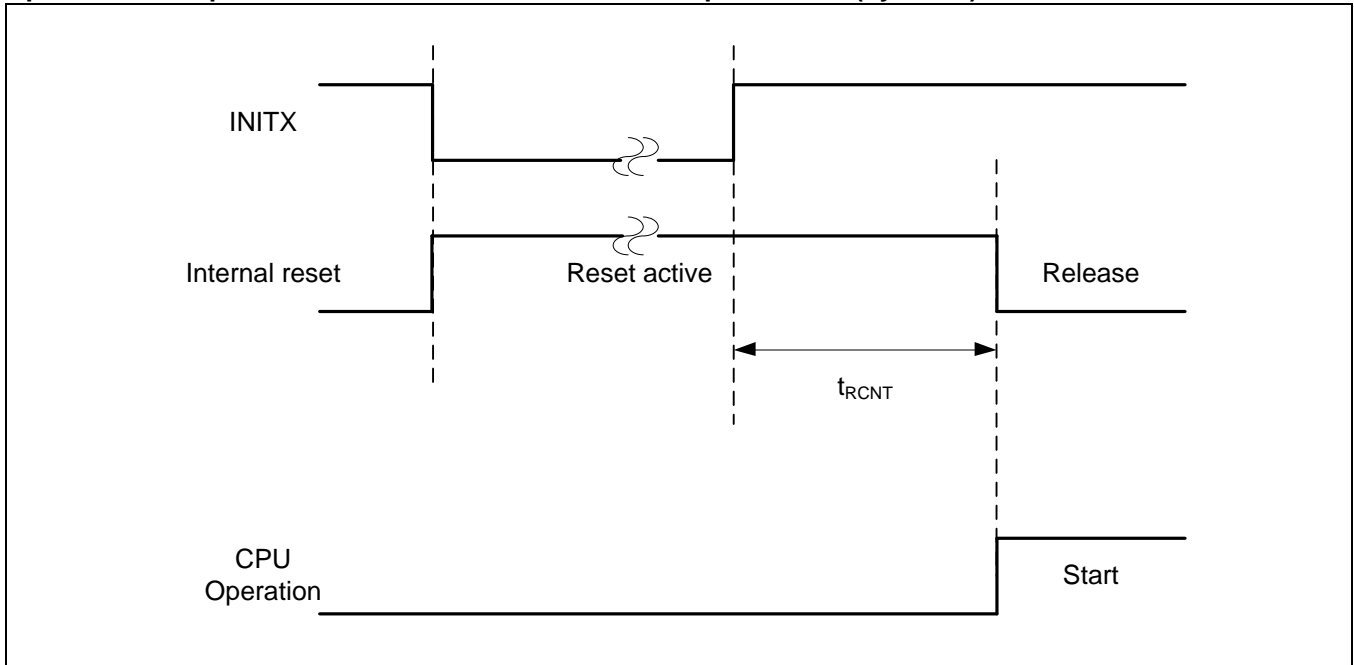 INITX
Internal reset
Reset active
Release
tRCNT
CPU
Operation
Start